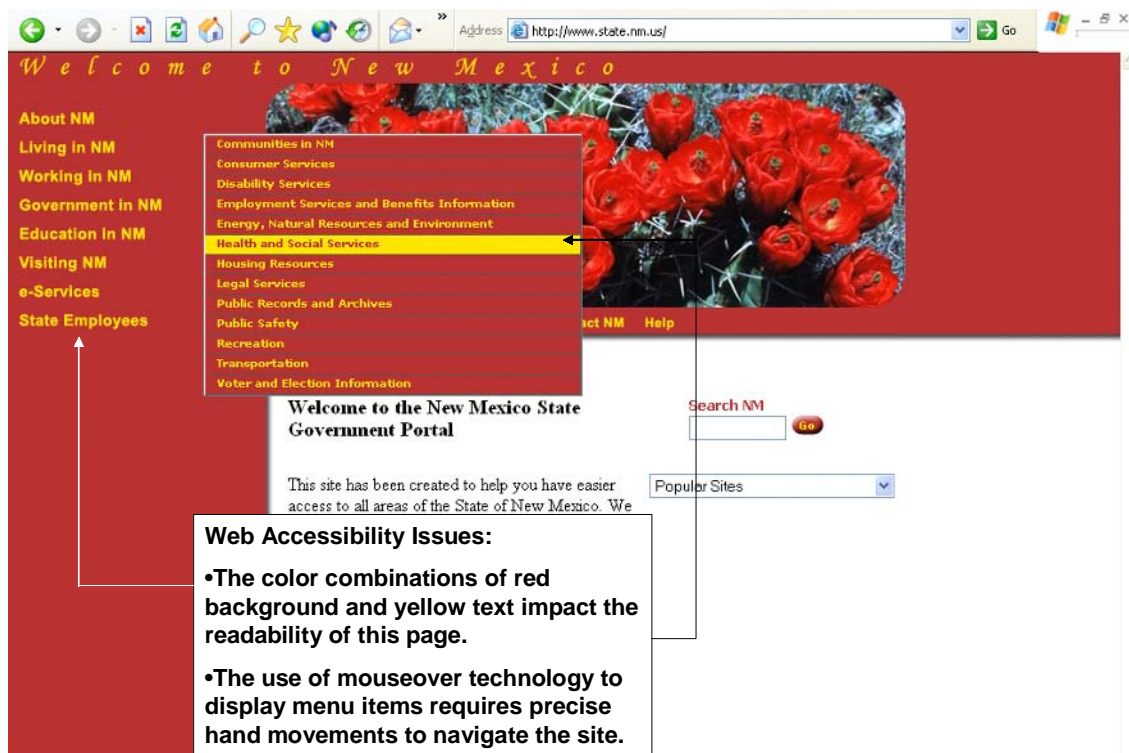 »
Address http://www.state.nm.us/ Go
Welcome to New Mexico
About NM
Living in NM
Working in NM
Government in NM
Education in NM
Visiting NM
e-Services
State Employees
Communities in NM
Consumer Services
Disability Services
Employment Services and Benefits Information
Energy, Natural Resources and Environment
Health and Social Services
Housing Resources
Legal Services
Public Records and Archives
Public Safety
Recreation
Transportation
Voter and Election Information
act NM Help
Welcome to the New Mexico State
Government Portal
Search NM
Go
This site has been created to help you have easier
access to all areas of the State of New Mexico. We
Popular Sites
Web Accessibility Issues:
•The color combinations of red
background and yellow text impact the
readability of this page.
•The use of mouseover technology to
display menu items requires precise
hand movements to navigate the site.